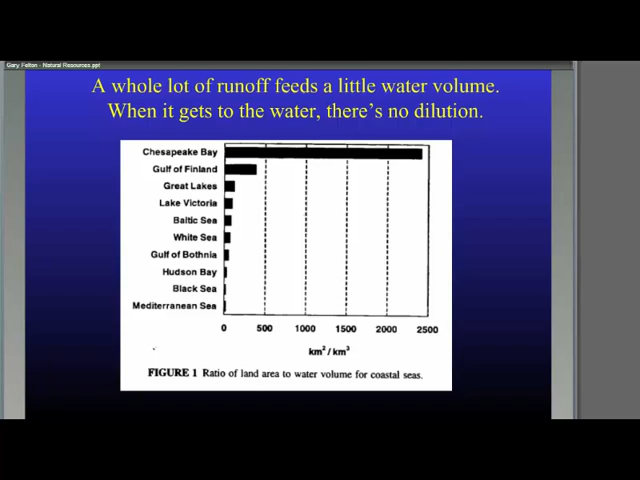 Gary Felton - Natural Resources.ppt
A whole lot of runoff feeds a little water volume.
When it gets to the water, there's no dilution.
Chesapeake Bay
Gulf of Finland
Great Lakes
Lake Victoria
Baltic Sea
White Sea
Gulf of Bothnia
Hudson Bay
Black Sea
Mediterranean Sea
0 500 1000 1500 2000 2500
km² / km³
FIGURE 1 Ratio of land area to water volume for coastal seas.